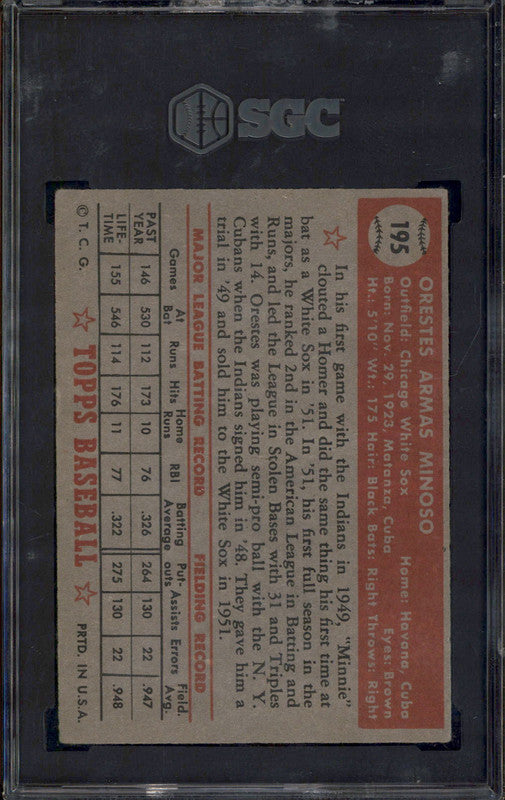 SGC
195
ORESTES ARMAS MINOSO
Outfield: Chicago White Sox Home: Havana, Cuba
Born: Nov. 29, 1923, Matanza, Cuba Eyes: Brown
Ht.: 5'10" Wt.: 175 Hair: Black Bats: Right Throws: Right
In his first game with the Indians in 1949, "Minnie"
clouted a Homer and did the same thing his first time at
bat as a White Sox in '51. In '51, his first full season in the
majors, he ranked 2nd in the American League in Batting and
Runs, and led the League in Stolen Bases with 31 and Triples
with 14. Orestes was playing semi-pro ball with the N. Y.
Cubans when the Indians signed him in '48. They gave him a
trial in '49 and sold him to the White Sox in 1951.
MAJOR LEAGUE BATTING RECORD FIELDING RECORD
Games At Bat Runs Hits Home Runs RBI Batting Average Put-outs Assists Errors Field. Avg.
PAST YEAR 146 530 112 173 10 76 .326 264 130 22 .947
LIFE-TIME 155 546 114 176 11 77 .322 275 130 22 .948
© T. C. G. TOPPS BASEBALL PRTD. IN U.S.A.